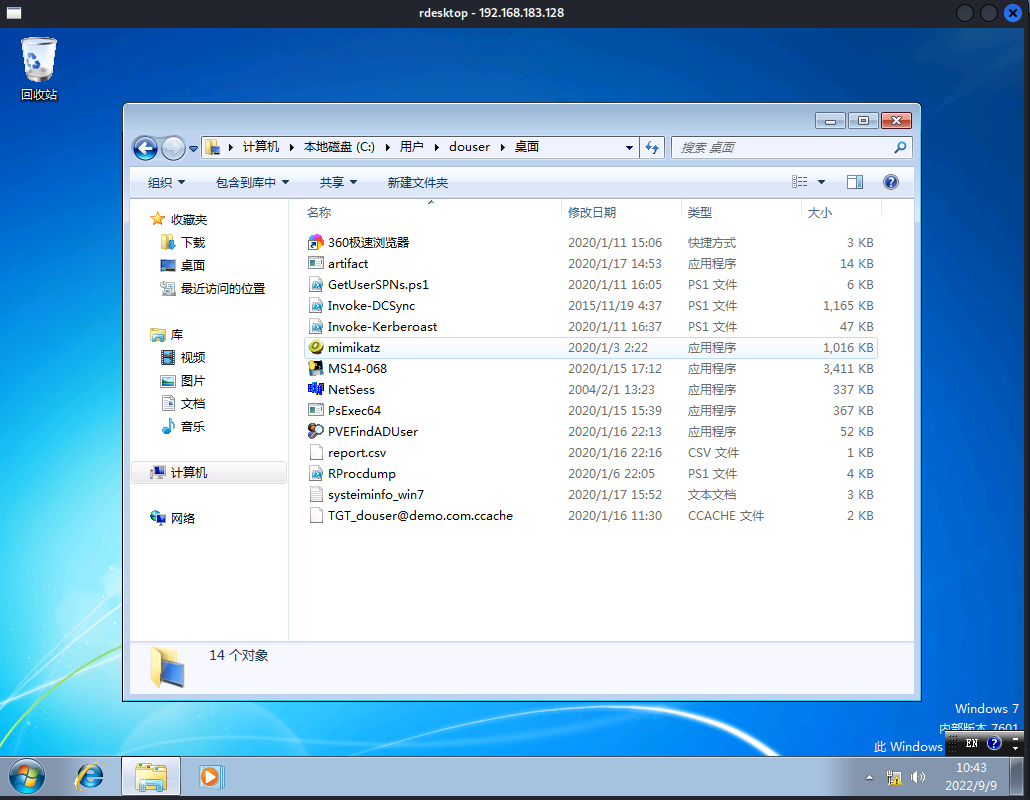 rdesktop - 192.168.183.128
回收站
计算机 本地磁盘 (C:) 用户 douser 桌面
搜索 桌面
组织 包含到库中 共享 新建文件夹
收藏夹
下载
桌面
最近访问的位置
库
视频
图片
文档
音乐
计算机
网络
名称 修改日期 类型 大小
360极速浏览器 2020/1/11 15:06 快捷方式 3 KB
artifact 2020/1/17 14:53 应用程序 14 KB
GetUserSPNs.ps1 2020/1/11 16:05 PS1 文件 6 KB
Invoke-DCSync 2015/11/19 4:37 PS1 文件 1,165 KB
Invoke-Kerberoast 2020/1/11 16:37 PS1 文件 47 KB
mimikatz 2020/1/3 2:22 应用程序 1,016 KB
MS14-068 2020/1/15 17:12 应用程序 3,411 KB
NetSess 2004/2/1 13:23 应用程序 337 KB
PsExec64 2020/1/15 15:39 应用程序 367 KB
PVEFindADUser 2020/1/16 22:13 应用程序 52 KB
report.csv 2020/1/16 22:16 CSV 文件 1 KB
RProcdump 2020/1/6 22:05 PS1 文件 4 KB
systeiminfo_win7 2020/1/17 15:52 文本文档 3 KB
TGT_douser@demo.com.ccache 2020/1/16 11:30 CCACHE 文件 2 KB
14 个对象
Windows 7
内部版本 7601
此 Windows
EN
10:43
2022/9/9